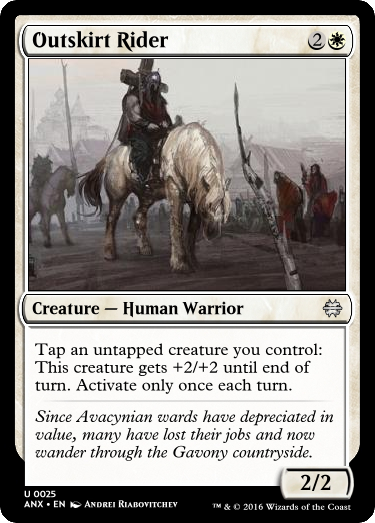 Outskirt Rider 2
Creature — Human Warrior
Tap an untapped creature you control:
This creature gets +2/+2 until end of
turn. Activate only once each turn.
Since Avacynian wards have depreciated in
value, many have lost their jobs and now
wander through the Gavony countryside.
2/2
U 0025
ANX • EN Andrei Riabovitchev
™ & © 2016 Wizards of the Coast